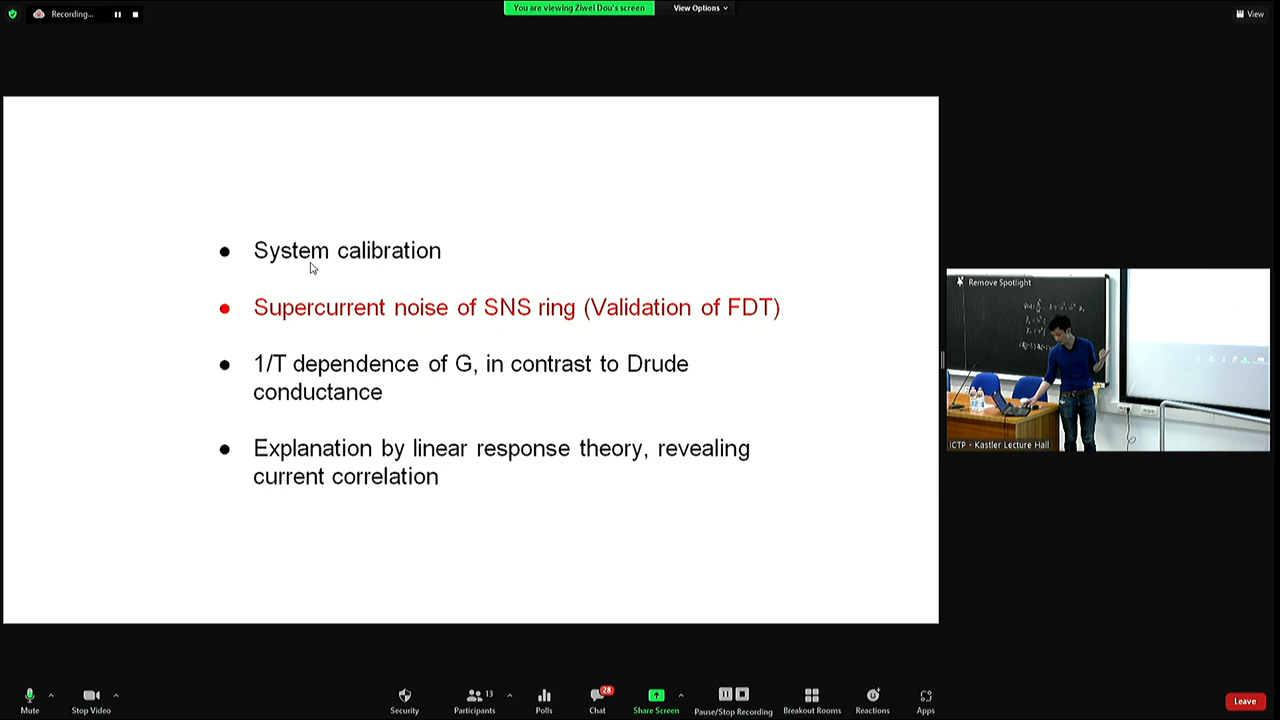 Recording...
You are viewing Ziwei Dou's screen
View Options
View
System calibration
Supercurrent noise of SNS ring (Validation of FDT)
1/T dependence of G, in contrast to Drude
conductance
Explanation by linear response theory, revealing
current correlation
Remove Spotlight
ICTP - Kastler Lecture Hall
Mute
Stop Video
Security
Participants
13
Polls
Chat
28
Share Screen
Pause/Stop Recording
Breakout Rooms
Reactions
Apps
Leave